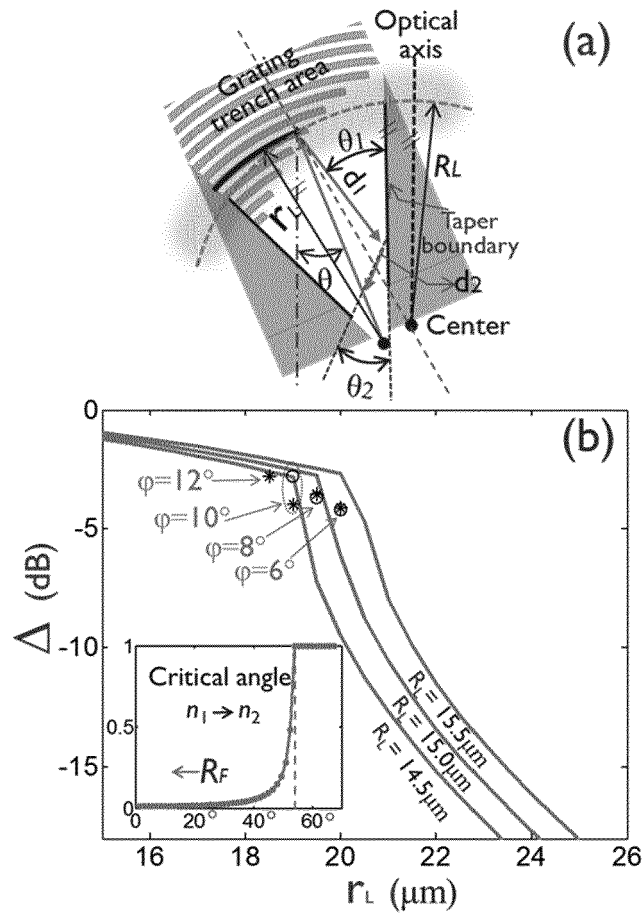 Optical
axis
(a)
Grating
trench area
θ1
d1
RL
rL
Taper
boundary
θ
d2
Center
θ2
(b)
0
-5
-10
-15
Δ (dB)
φ=12°
φ=10°
φ=8°
φ=6°
1
0.5
0
Critical angle
n1→n2
← RF
0 20° 40° 60°
RL = 15.5μm
RL = 15.0μm
RL = 14.5μm
16 18 20 22 24 26
rL (μm)